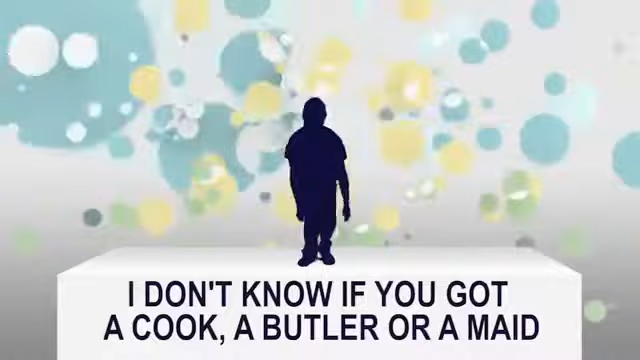 I DON'T KNOW IF YOU GOT
A COOK, A BUTLER OR A MAID